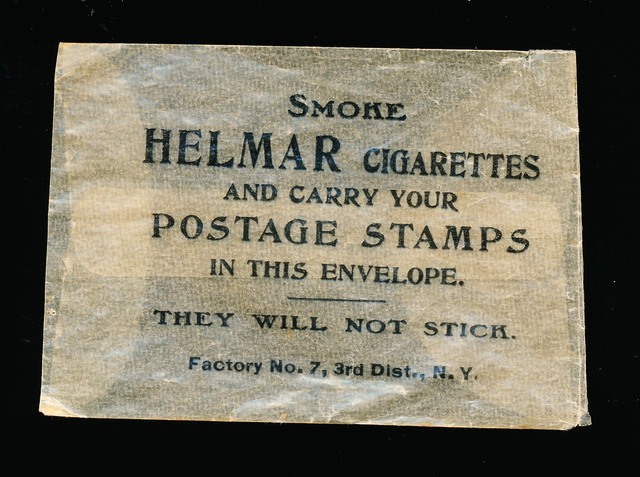 SMOKE
HELMAR CIGARETTES
AND CARRY YOUR
POSTAGE STAMPS
IN THIS ENVELOPE.
THEY WILL NOT STICK.
Factory No. 7, 3rd Dist., N. Y.